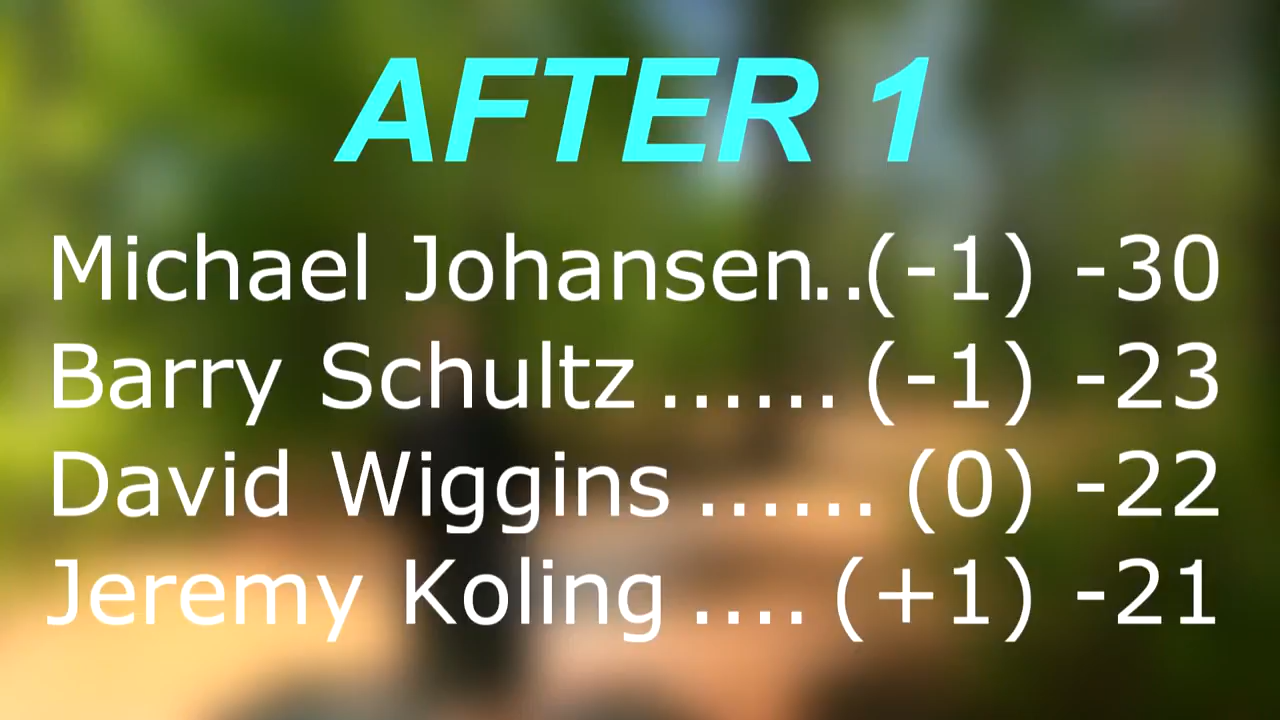 AFTER 1
Michael Johansen..(-1) -30
Barry Schultz ...... (-1) -23
David Wiggins ...... (0) -22
Jeremy Koling .... (+1) -21